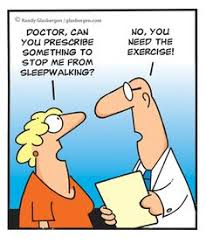 © Randy Glasbergen / glasbergen.com
DOCTOR, CAN
YOU PRESCRIBE
SOMETHING TO
STOP ME FROM
SLEEPWALKING?
NO, YOU
NEED THE
EXERCISE!